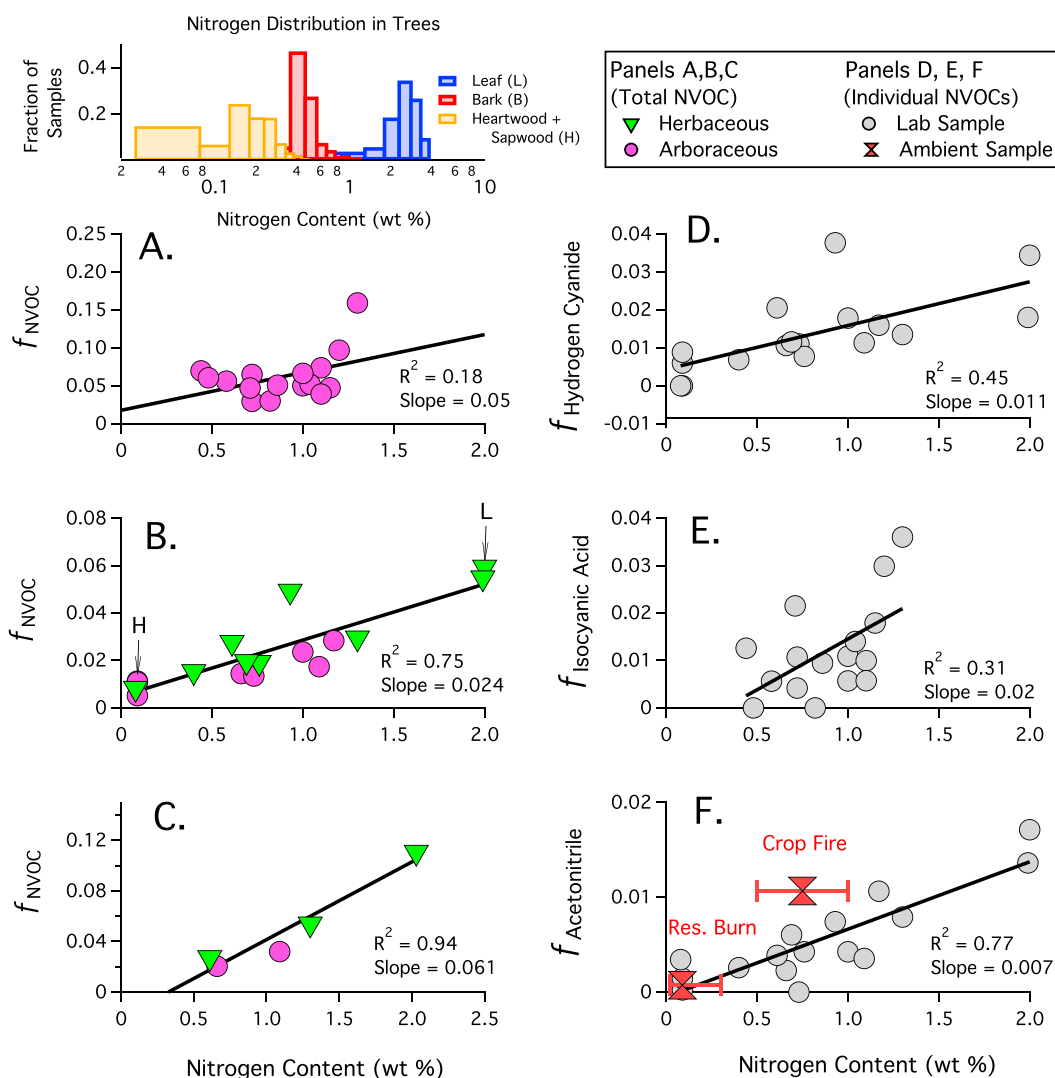 Nitrogen Distribution in Trees
Fraction of
Samples
0.4
0.2
Leaf (L)
Bark (B)
Heartwood +
Sapwood (H)
2 4 6 8 2 4 6 8 2 4 6 8
0.1 1 10
Nitrogen Content (wt %)
Panels A,B,C
(Total NVOC)
Herbaceous
Arboraceous
Panels D, E, F
(Individual NVOCs)
Lab Sample
Ambient Sample
A.
f NVOC
0.25
0.20
0.15
0.10
0.05
0
R² = 0.18
Slope = 0.05
0 0.5 1.0 1.5 2.0
D.
f Hydrogen Cyanide
0.04
0.03
0.02
0.01
0
-0.01
R² = 0.45
Slope = 0.011
0 0.5 1.0 1.5 2.0
B.
f NVOC
0.08
0.06
0.04
0.02
0
H
L
R² = 0.75
Slope = 0.024
0 0.5 1.0 1.5 2.0
E.
f Isocyanic Acid
0.04
0.03
0.02
0.01
0
R² = 0.31
Slope = 0.02
0 0.5 1.0 1.5 2.0
C.
f NVOC
0.12
0.08
0.04
0
R² = 0.94
Slope = 0.061
0 0.5 1.0 1.5 2.0
Nitrogen Content (wt %)
F.
f Acetonitrile
0.02
0.01
0
Crop Fire
Res. Burn
R² = 0.77
Slope = 0.007
0 0.5 1.0 1.5 2.0
Nitrogen Content (wt %)